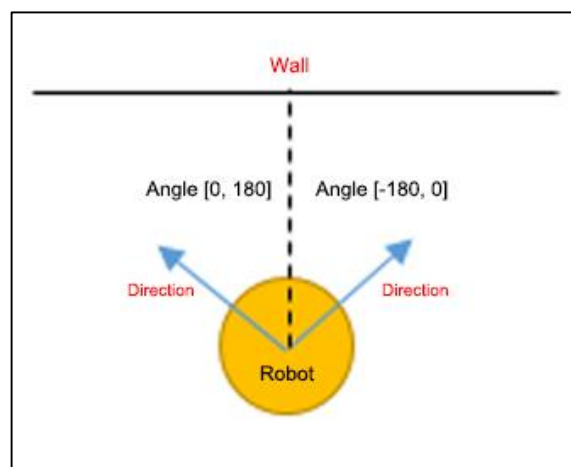 Wall
Angle [0, 180] Angle [-180, 0]
Direction Direction
Robot